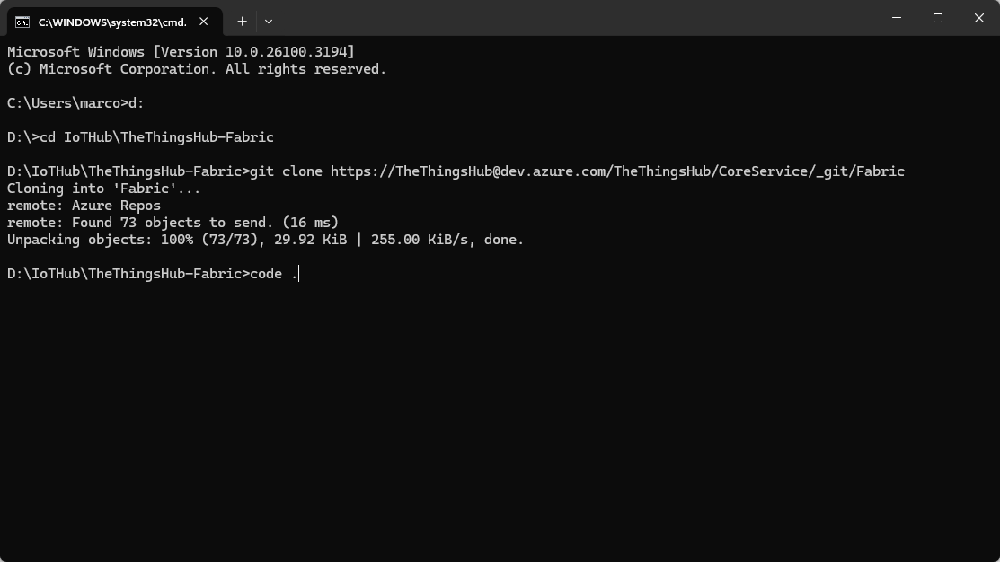 C:\WINDOWS\system32\cmd.
Microsoft Windows [Version 10.0.26100.3194]
(c) Microsoft Corporation. All rights reserved.
C:\Users\marco>d:
D:\>cd IoTHub\TheThingsHub-Fabric
D:\IoTHub\TheThingsHub-Fabric>git clone https://TheThingsHub@dev.azure.com/TheThingsHub/CoreService/_git/Fabric
Cloning into 'Fabric'...
remote: Azure Repos
remote: Found 73 objects to send. (16 ms)
Unpacking objects: 100% (73/73), 29.92 KiB | 255.00 KiB/s, done.
D:\IoTHub\TheThingsHub-Fabric>code .